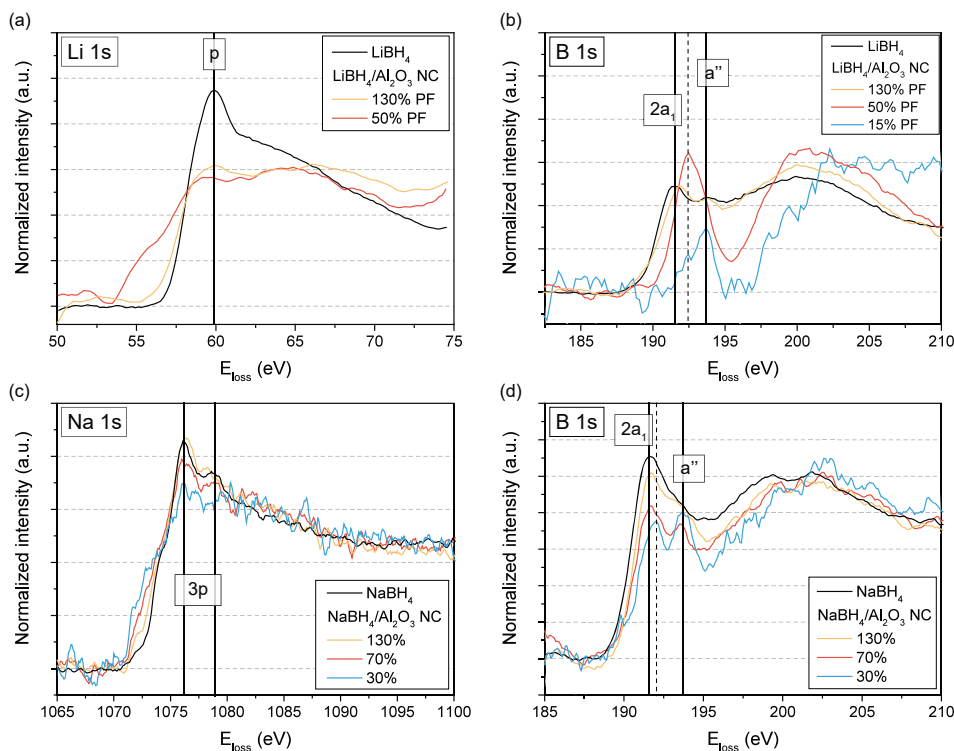 (a)
Li 1s
p
LiBH₄
LiBH₄/Al₂O₃ NC
130% PF
50% PF
Normalized intensity (a.u.)
50 55 60 65 70 75
E_loss (eV)
(b)
B 1s
2a₁
a''
LiBH₄
LiBH₄/Al₂O₃ NC
130% PF
50% PF
15% PF
Normalized intensity (a.u.)
185 190 195 200 205 210
E_loss (eV)
(c)
Na 1s
3p
NaBH₄
NaBH₄/Al₂O₃ NC
130%
70%
30%
Normalized intensity (a.u.)
1065 1070 1075 1080 1085 1090 1095 1100
E_loss (eV)
(d)
B 1s
2a₁
a''
NaBH₄
NaBH₄/Al₂O₃ NC
130%
70%
30%
Normalized intensity (a.u.)
185 190 195 200 205 210
E_loss (eV)